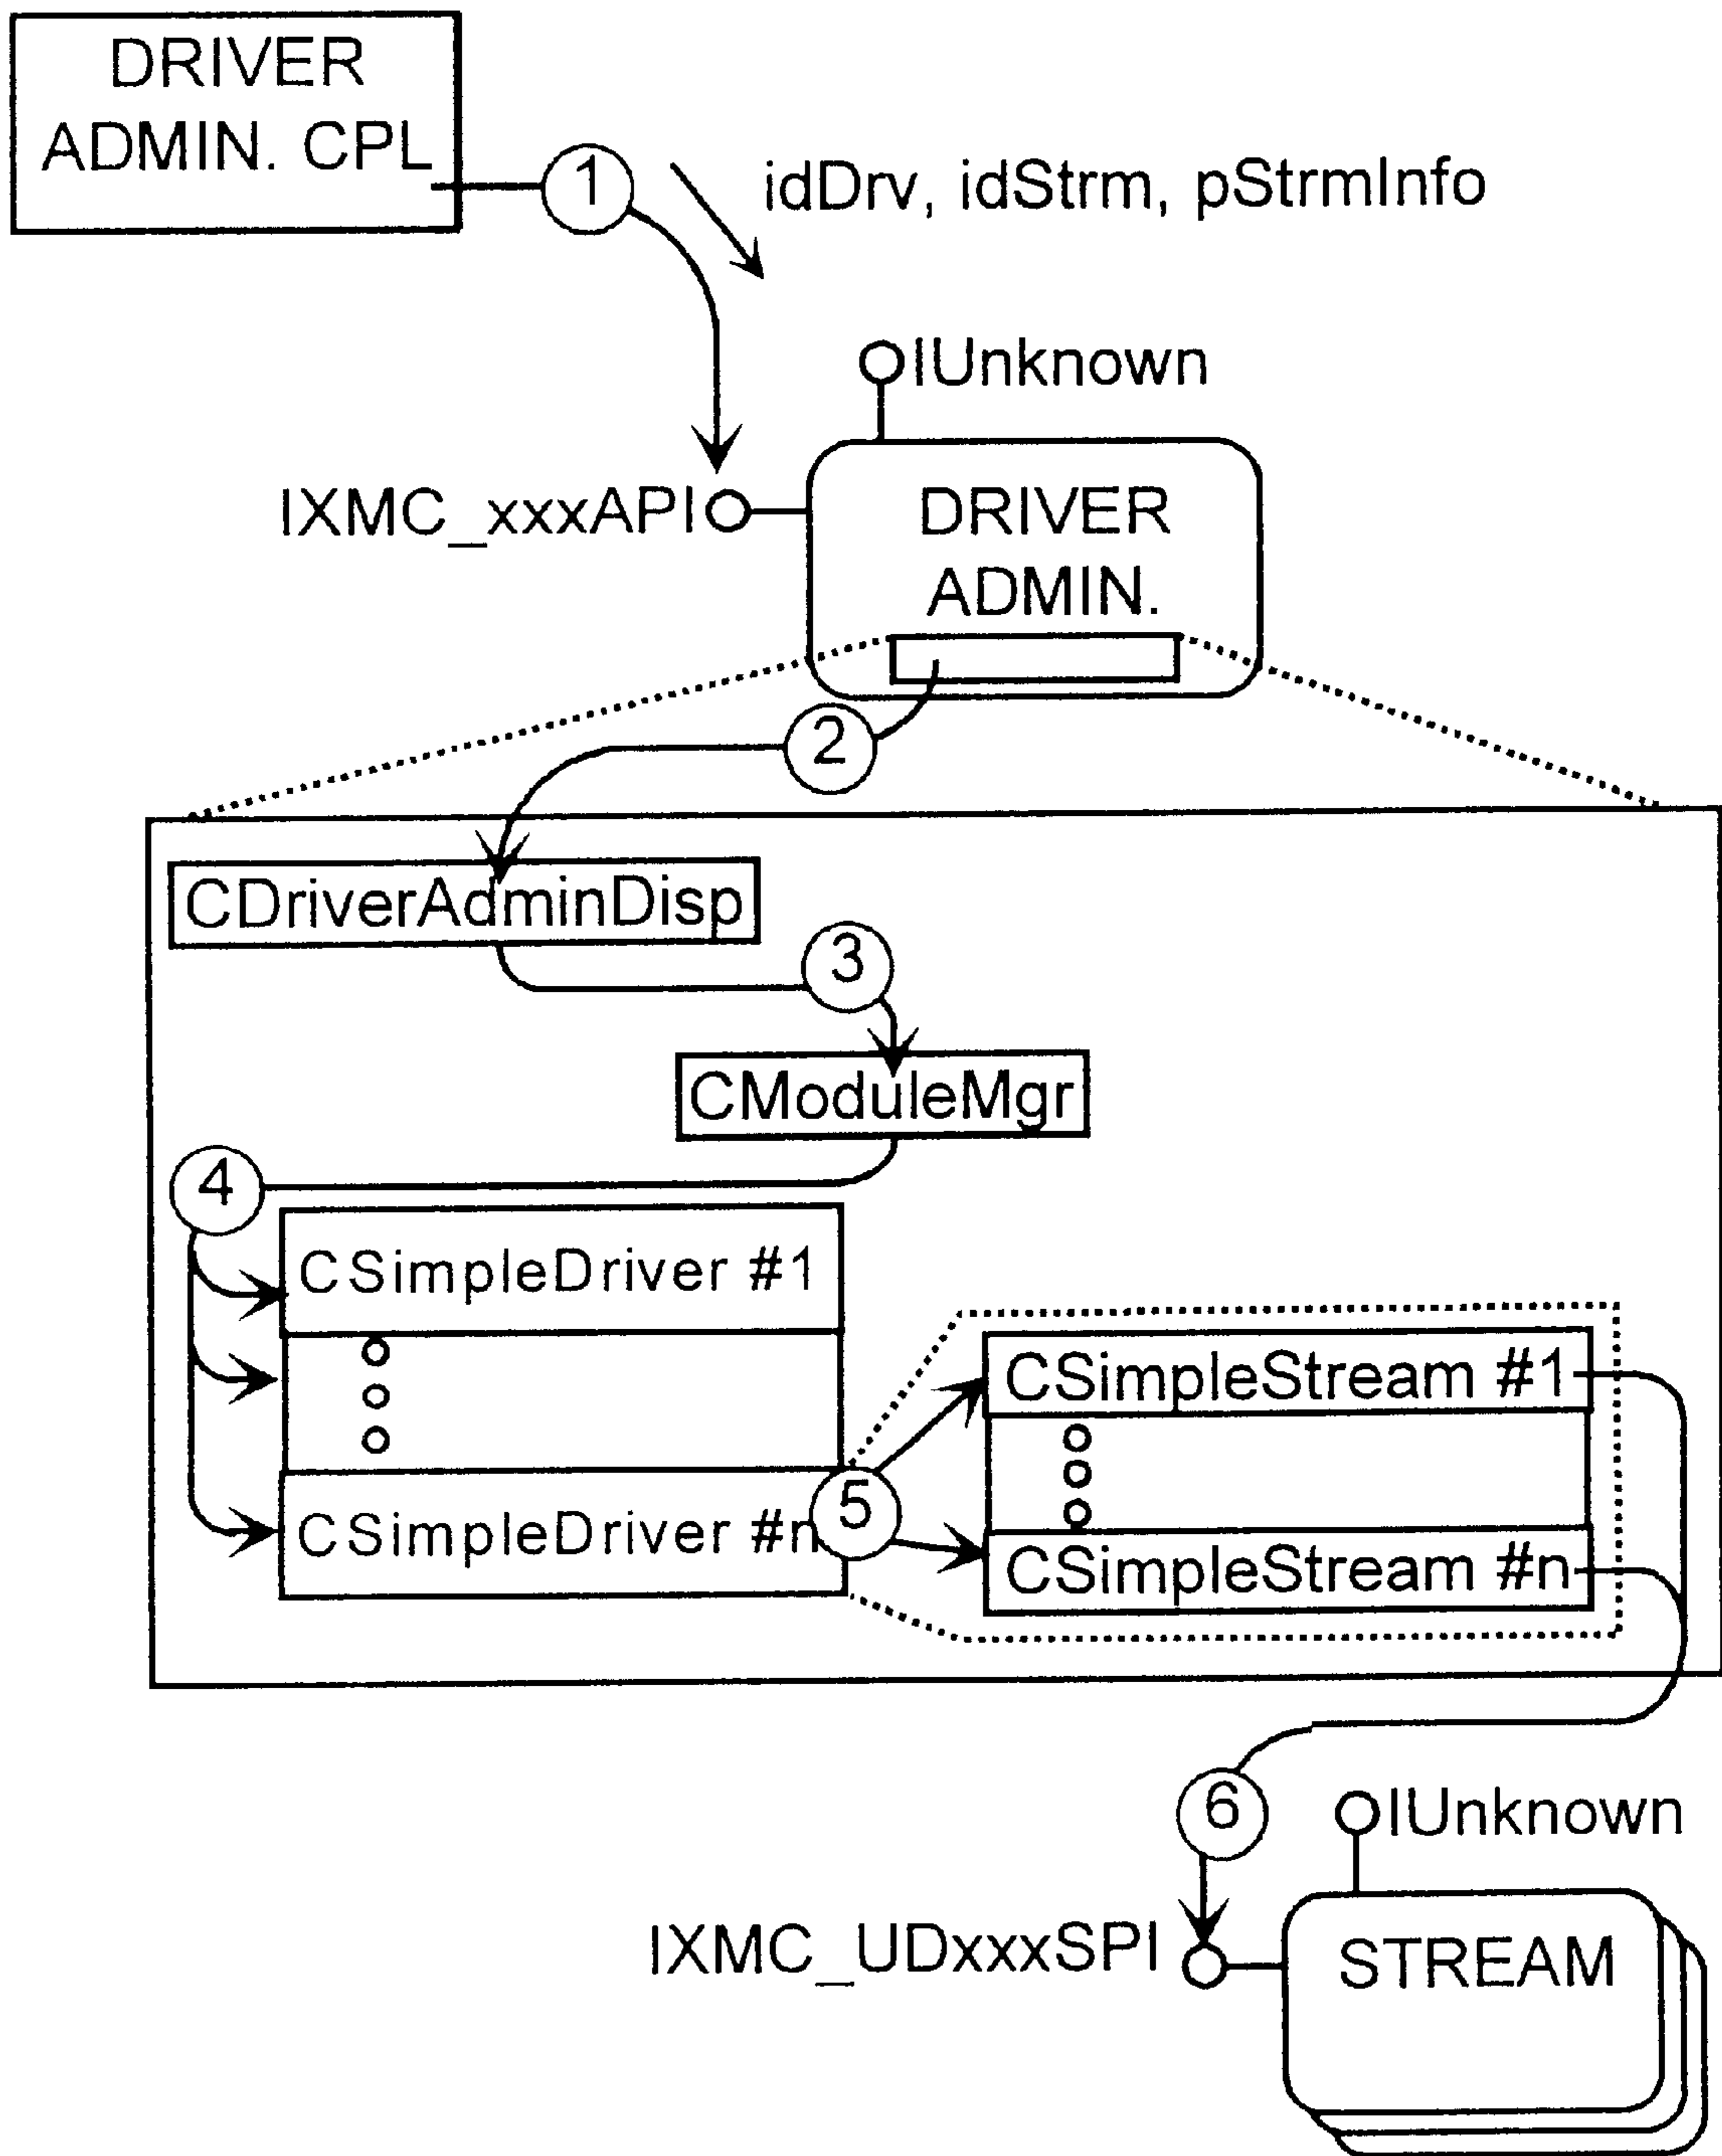 DRIVER
ADMIN. CPL
1
idDrv, idStrm, pStrmInfo
IUnknown
IXMC_xxxAPI
DRIVER
ADMIN.
2
CDriverAdminDisp
3
CModuleMgr
4
CSimpleDriver #1
CSimpleStream #1
5
CSimpleDriver #n
CSimpleStream #n
6
IUnknown
IXMC_UDxxxSPI
STREAM